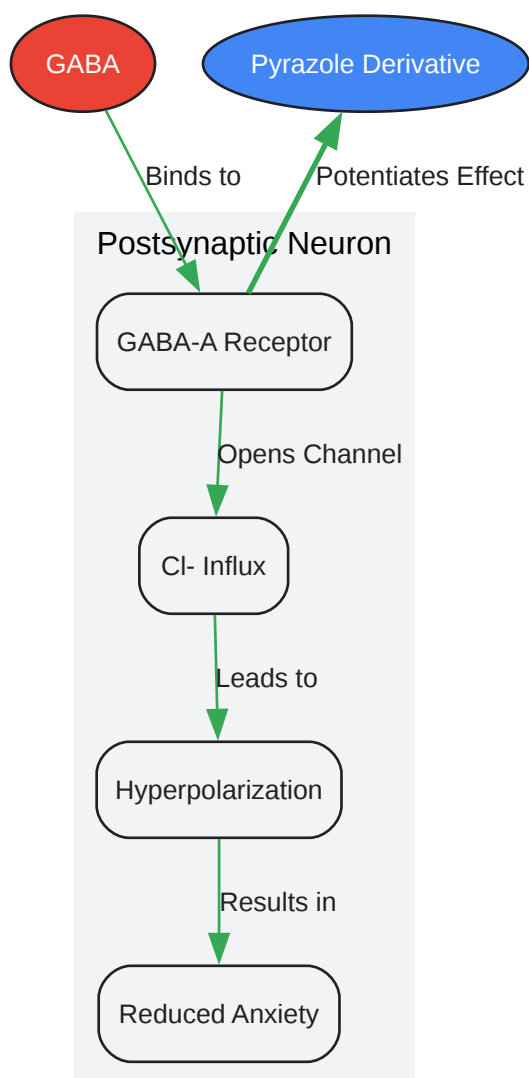 GABA
Pyrazole Derivative
Binds to
Potentiates Effect
Postsynaptic Neuron
GABA-A Receptor
Opens Channel
Cl- Influx
Leads to
Hyperpolarization
Results in
Reduced Anxiety